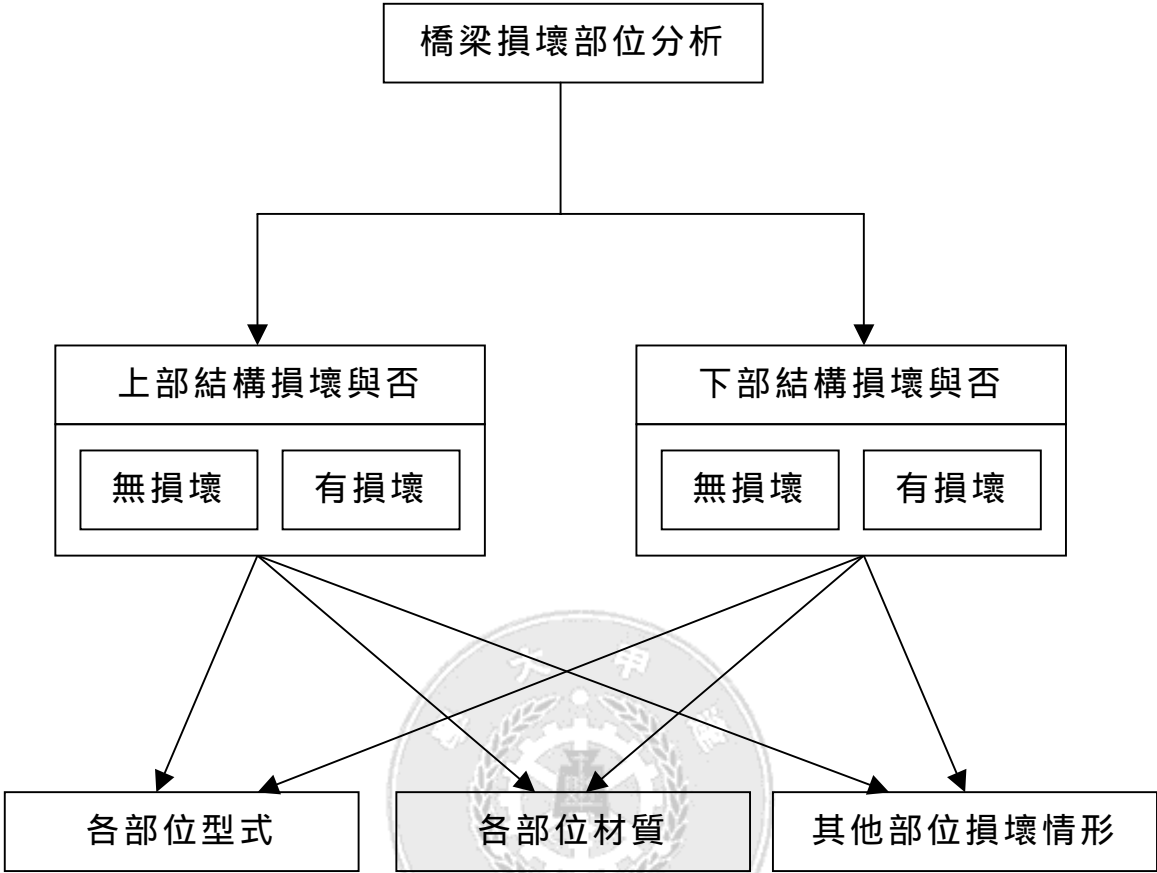 橋梁損壞部位分析
上部結構損壞與否
下部結構損壞與否
無損壞
有損壞
無損壞
有損壞
各部位型式
各部位材質
其他部位損壞情形